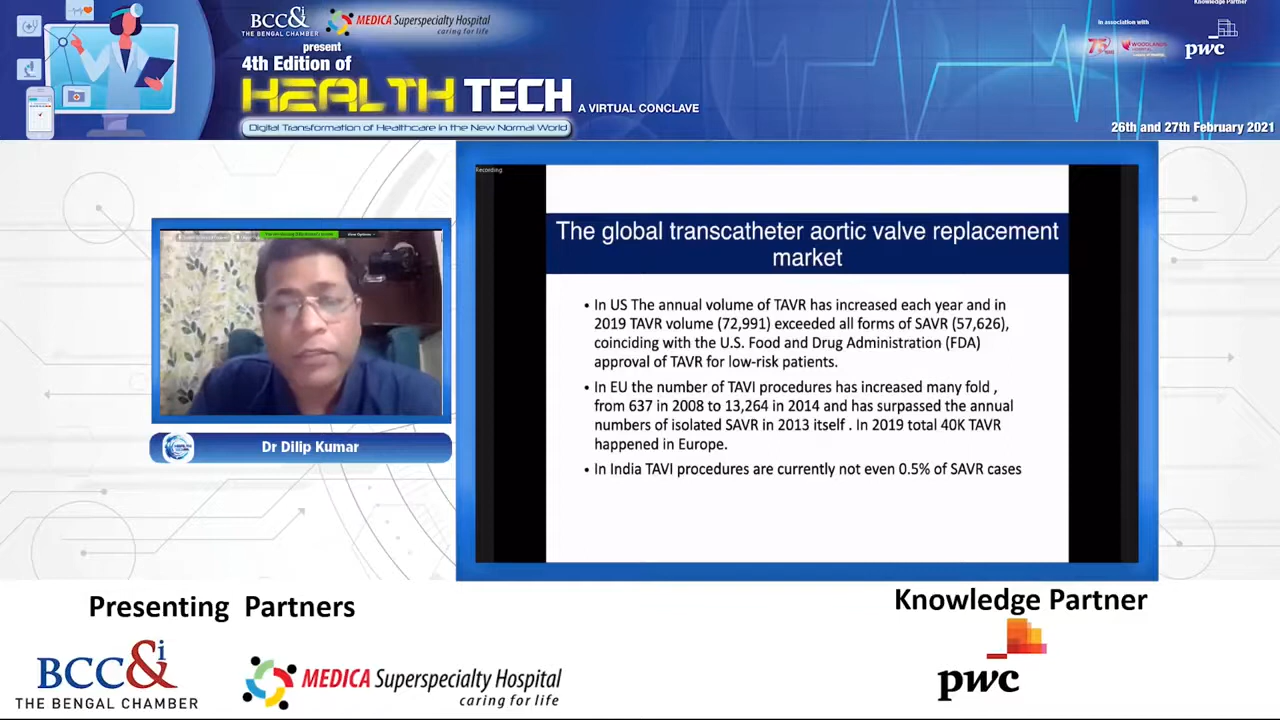 BCC&i
THE BENGAL CHAMBER
MEDICA Superspecialty Hospital
caring for life
present
4th Edition of
HEALTH TECH
A VIRTUAL CONCLAVE
Digital Transformation of Healthcare in the New Normal World
Knowledge Partner
In association with
75
WOODLANDS
pwc
26th and 27th February 2021
Recording
View Options
The global transcatheter aortic valve replacement
market
• In US The annual volume of TAVR has increased each year and in
2019 TAVR volume (72,991) exceeded all forms of SAVR (57,626),
coinciding with the U.S. Food and Drug Administration (FDA)
approval of TAVR for low-risk patients.
• In EU the number of TAVI procedures has increased many fold ,
from 637 in 2008 to 13,264 in 2014 and has surpassed the annual
numbers of isolated SAVR in 2013 itself . In 2019 total 40K TAVR
happened in Europe.
• In India TAVI procedures are currently not even 0.5% of SAVR cases
Dr Dilip Kumar
Presenting Partners
BCC&i
THE BENGAL CHAMBER
MEDICA Superspecialty Hospital
caring for life
Knowledge Partner
pwc